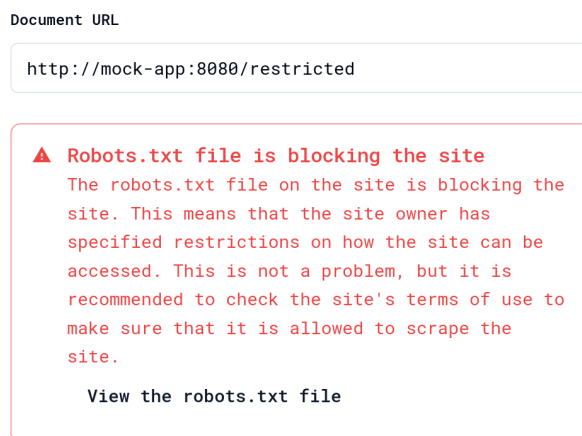 Document URL
http://mock-app:8080/restricted
Robots.txt file is blocking the site
The robots.txt file on the site is blocking the
site. This means that the site owner has
specified restrictions on how the site can be
accessed. This is not a problem, but it is
recommended to check the site's terms of use to
make sure that it is allowed to scrape the
site.
View the robots.txt file